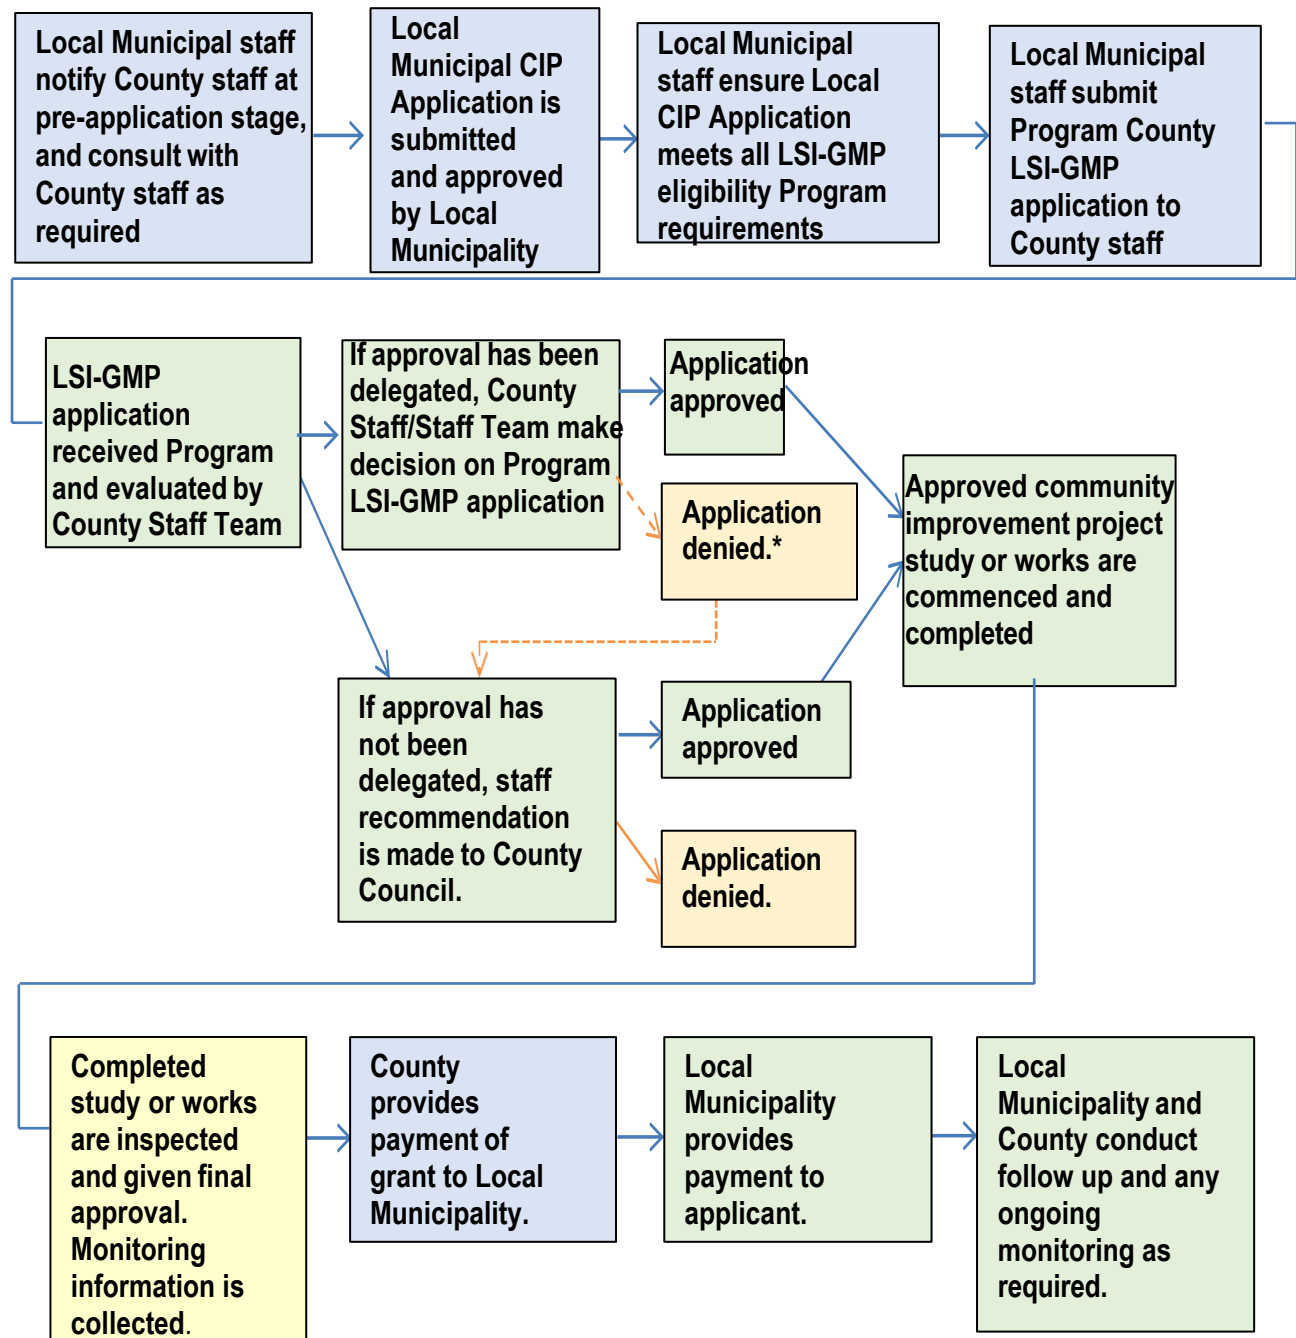 Local Municipal staff
notify County staff at
pre-application stage,
and consult with
County staff as
required
Local
Municipal CIP
Application is
submitted
and approved
by Local
Municipality
Local Municipal
staff ensure Local
CIP Application
meets all LSI-GMP
eligibility Program
requirements
Local Municipal
staff submit
Program County
LSI-GMP
application to
County staff
LSI-GMP
application
received Program
and evaluated by
County Staff Team
If approval has been
delegated, County
Staff/Staff Team make
decision on Program
LSI-GMP application
Application
approved
Application
denied.*
Approved community
improvement project
study or works are
commenced and
completed
If approval has
not been
delegated, staff
recommendation
is made to County
Council.
Application
approved
Application
denied.
Completed
study or works
are inspected
and given final
approval.
Monitoring
information is
collected.
County
provides
payment of
grant to Local
Municipality.
Local
Municipality
provides
payment to
applicant.
Local
Municipality and
County conduct
follow up and any
ongoing
monitoring as
required.